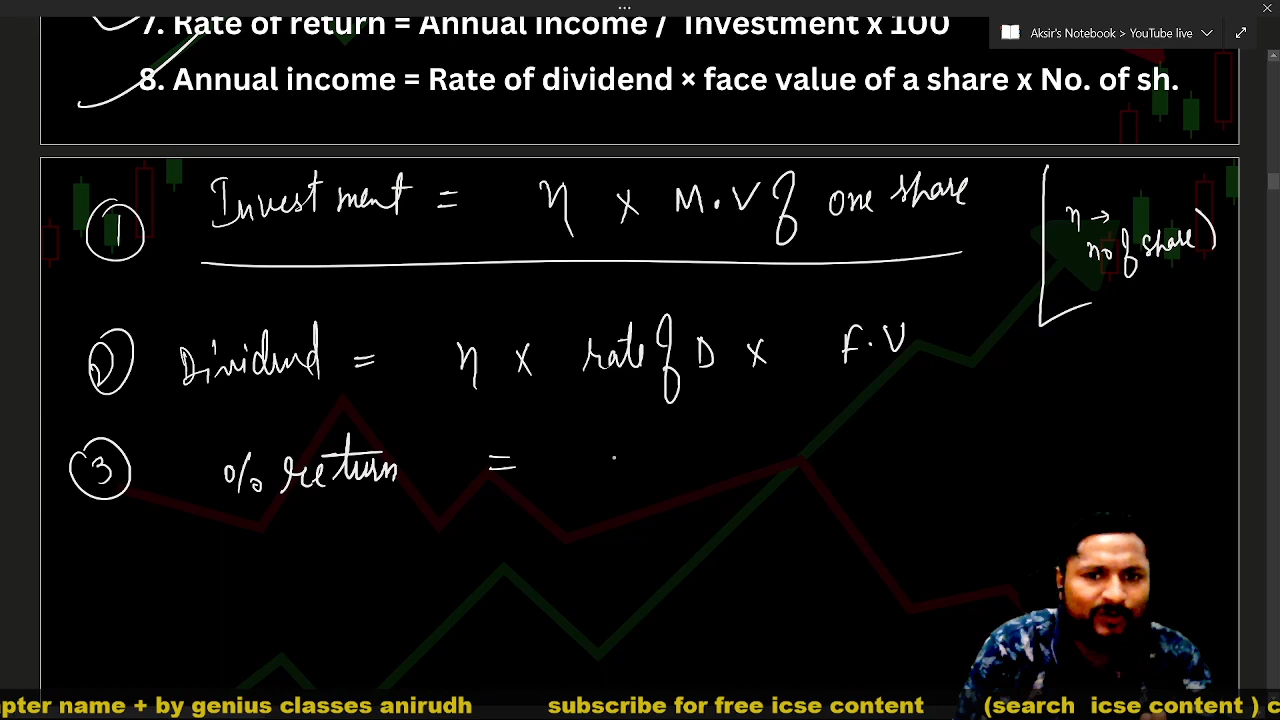 7. Rate of return = Annual income / Investment x 100
Aksir's Notebook > YouTube live
8. Annual income = Rate of dividend × face value of a share x No. of sh.
① Investment = n x M.V of one share
n → no of share)
② Dividend = n x rate of D x F.V
③ % return =
pter name + by genius classes anirudh subscribe for free icse content (search icse content ) c